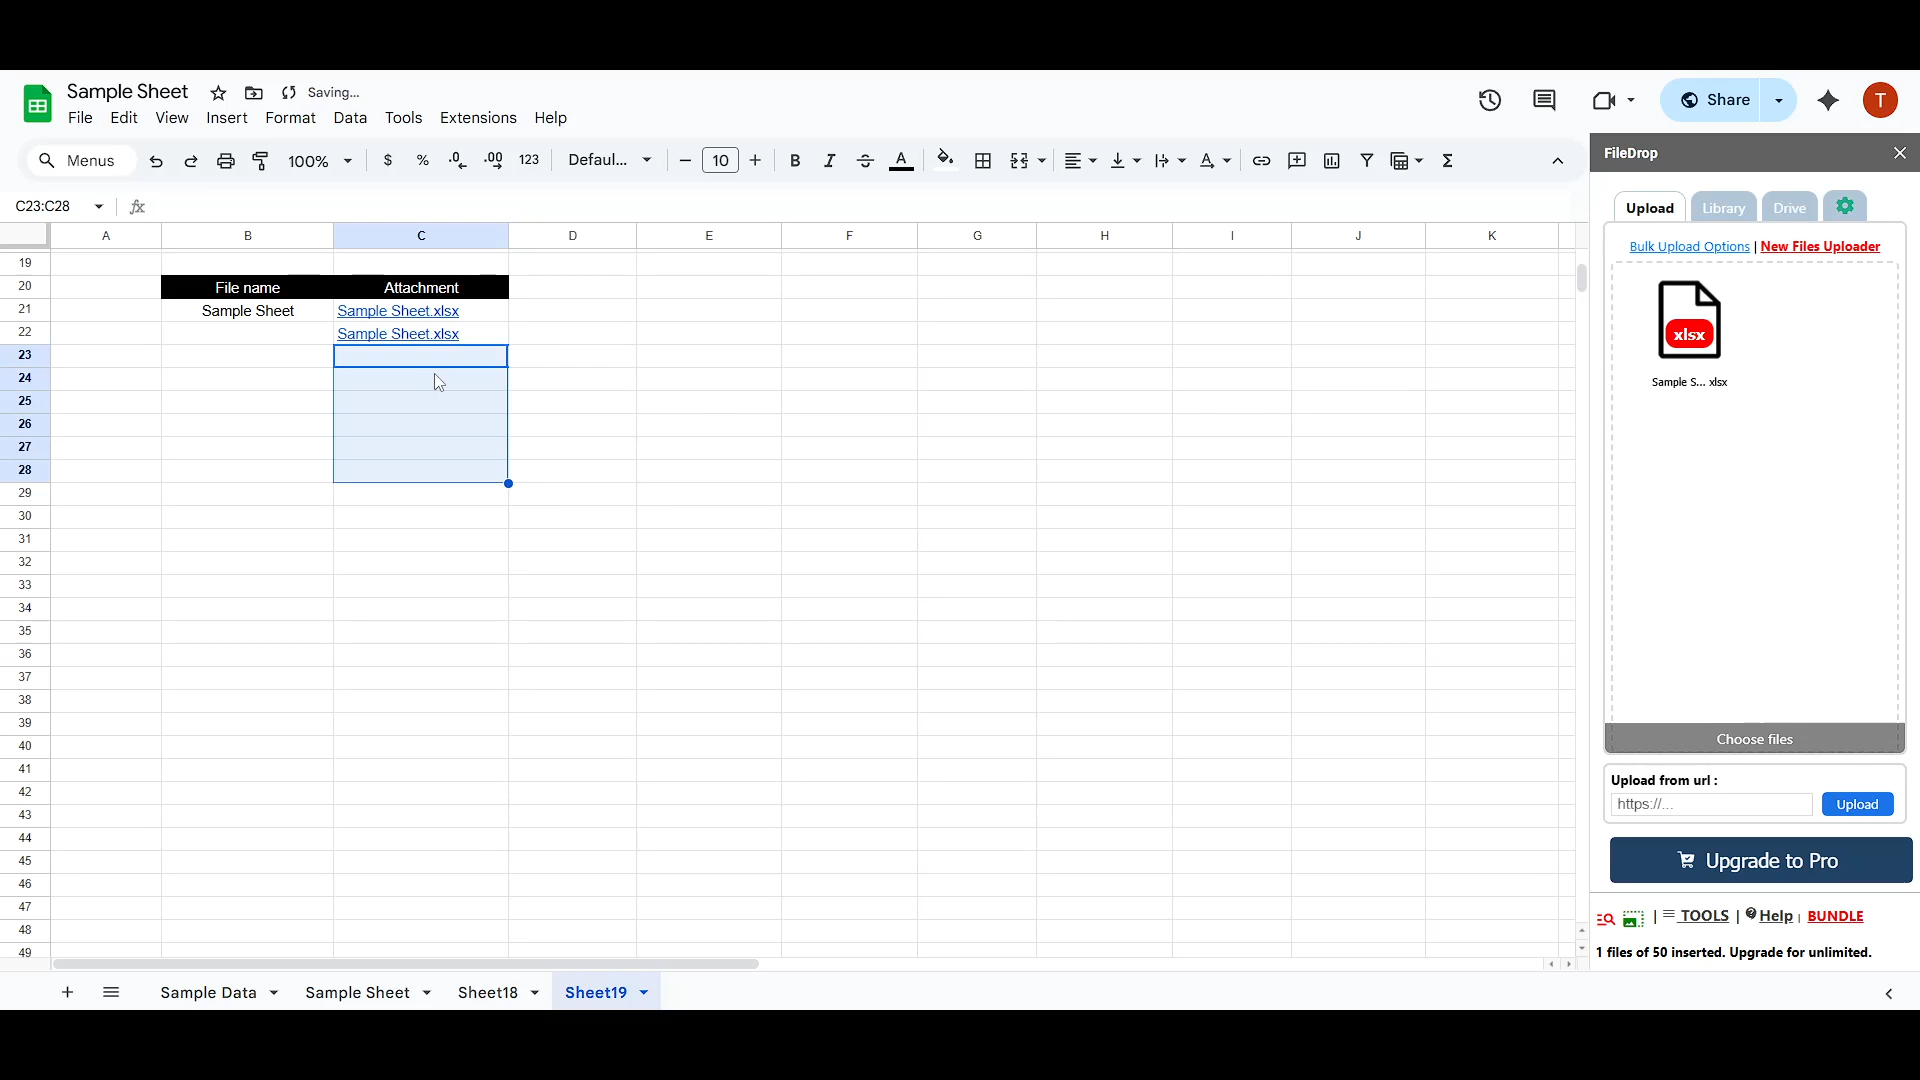 Sample Sheet Saving...
File Edit View Insert Format Data Tools Extensions Help
Share T
Menus 100% $ % .0 .00 123 Defaul... 10 B I S A
C23:C28 fx
FileDrop
Upload Library Drive
Bulk Upload Options | New Files Uploader
A B C D E F G H I J K
19
20 File name Attachment
21 Sample Sheet Sample Sheet.xlsx
22 Sample Sheet.xlsx
23
24
25
26
27
28
29
30
31
32
33
34
35
36
37
38
39
40
41
42
43
44
45
46
47
48
49
xlsx
Sample S... xlsx
Choose files
Upload from url :
https://... Upload
Upgrade to Pro
| TOOLS | Help | BUNDLE
1 files of 50 inserted. Upgrade for unlimited.
Sample Data Sample Sheet Sheet18 Sheet19